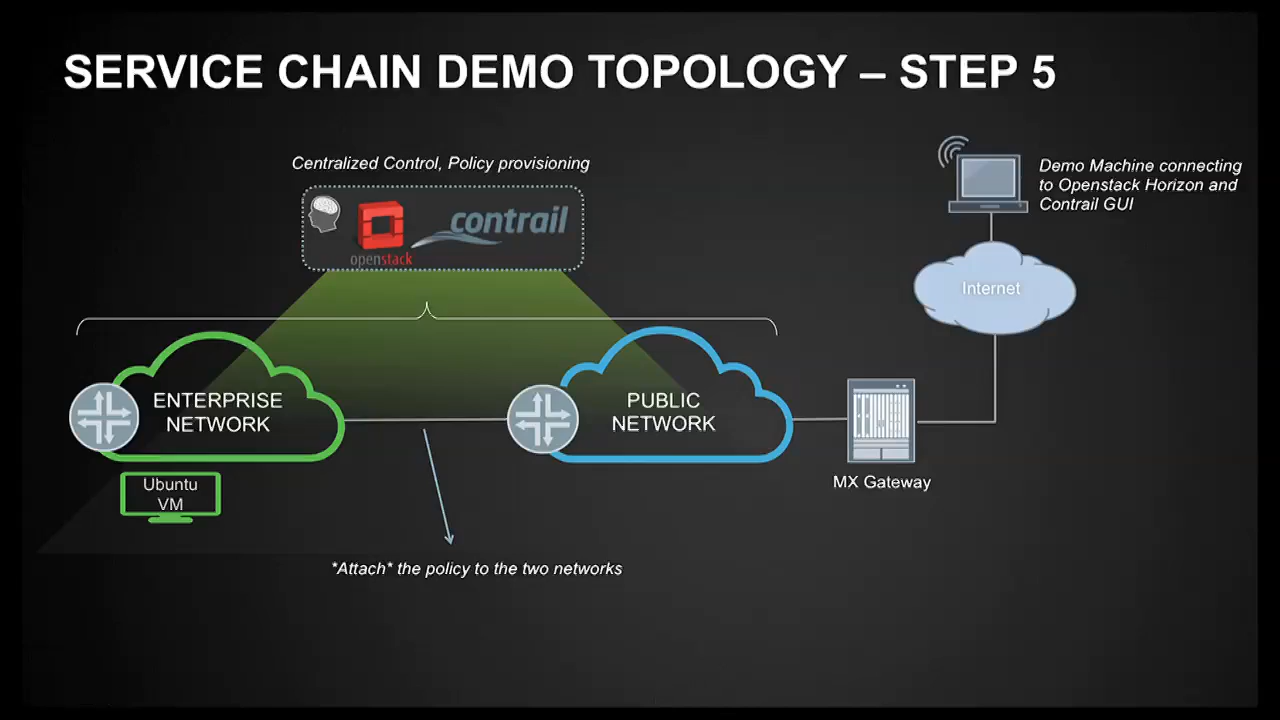 SERVICE CHAIN DEMO TOPOLOGY – STEP 5
Centralized Control, Policy provisioning
openstack
contrail
Demo Machine connecting
to Openstack Horizon and
Contrail GUI
Internet
ENTERPRISE
NETWORK
PUBLIC
NETWORK
Ubuntu
VM
MX Gateway
*Attach* the policy to the two networks